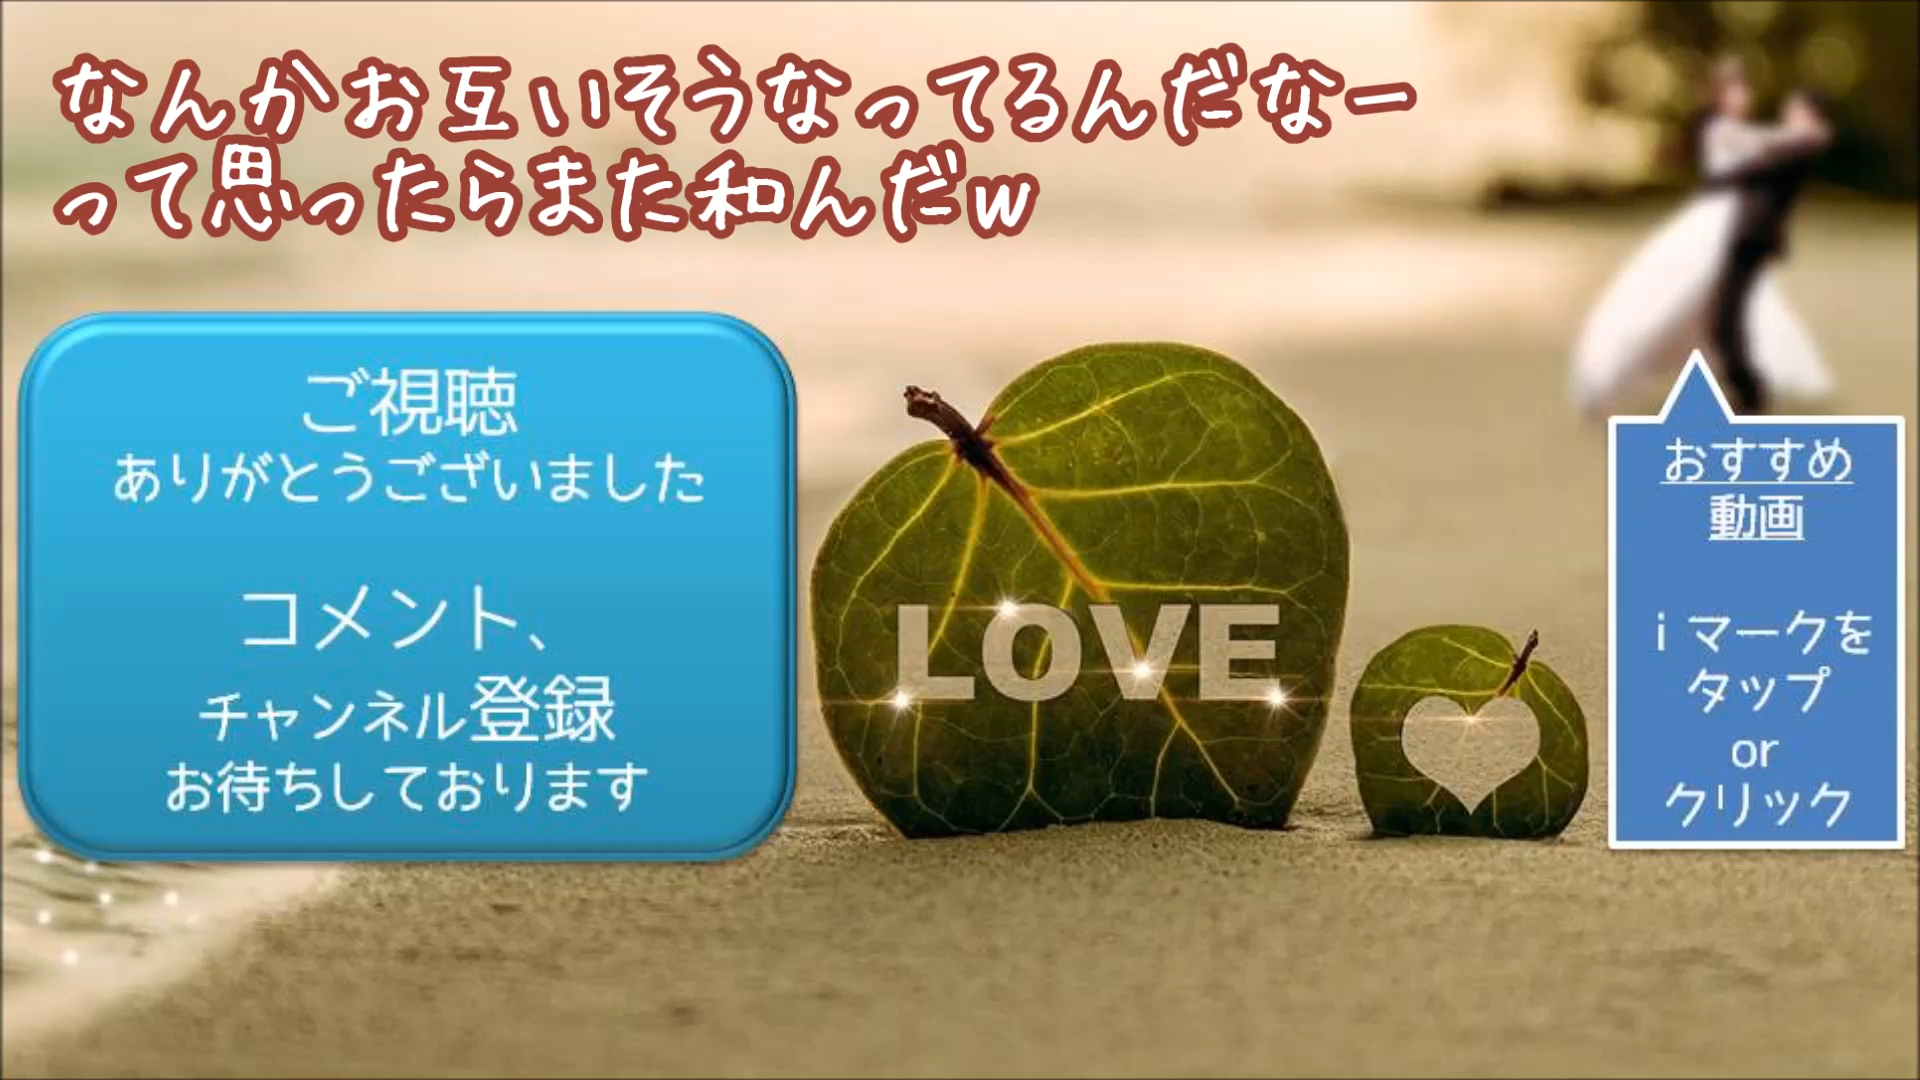 なんかお互いそうなってるんだなー
って思ったらまた和んだw
ご視聴
ありがとうございました
コメント、
チャンネル登録
お待ちしております
LOVE
おすすめ
動画
i マークを
タップ
or
クリック